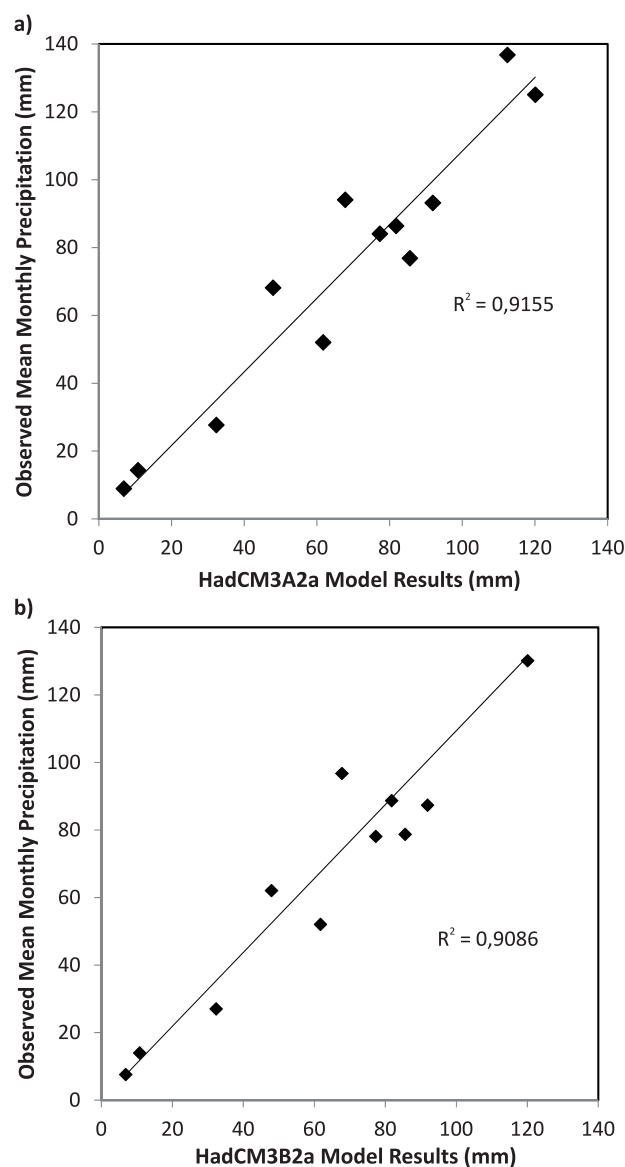 a)
Observed Mean Monthly Precipitation (mm)
140
120
100
80
60
40
20
0
R² = 0,9155
0 20 40 60 80 100 120 140
HadCM3A2a Model Results (mm)
b)
Observed Mean Monthly Precipitation (mm)
140
120
100
80
60
40
20
0
R² = 0,9086
0 20 40 60 80 100 120 140
HadCM3B2a Model Results (mm)